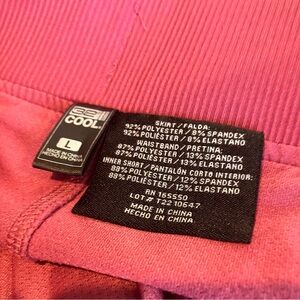 32
COOL
L
MADE IN CHINA
HECHO EN CHINA
SKIRT/FALDA:
92% POLYESTER/8% SPANDEX
92% POLIÉSTER/8% ELASTANO
WAISTBAND/PRETINA:
87% POLYESTER/13% SPANDEX
87% POLIÉSTER/13% ELASTANO
INNER SHORT/PANTALÓN CORTO INTERIOR:
88% POLYESTER/12% SPANDEX
88% POLIÉSTER/12% ELASTANO
RN 165550
LOT# T2210647
MADE IN CHINA
HECHO EN CHINA